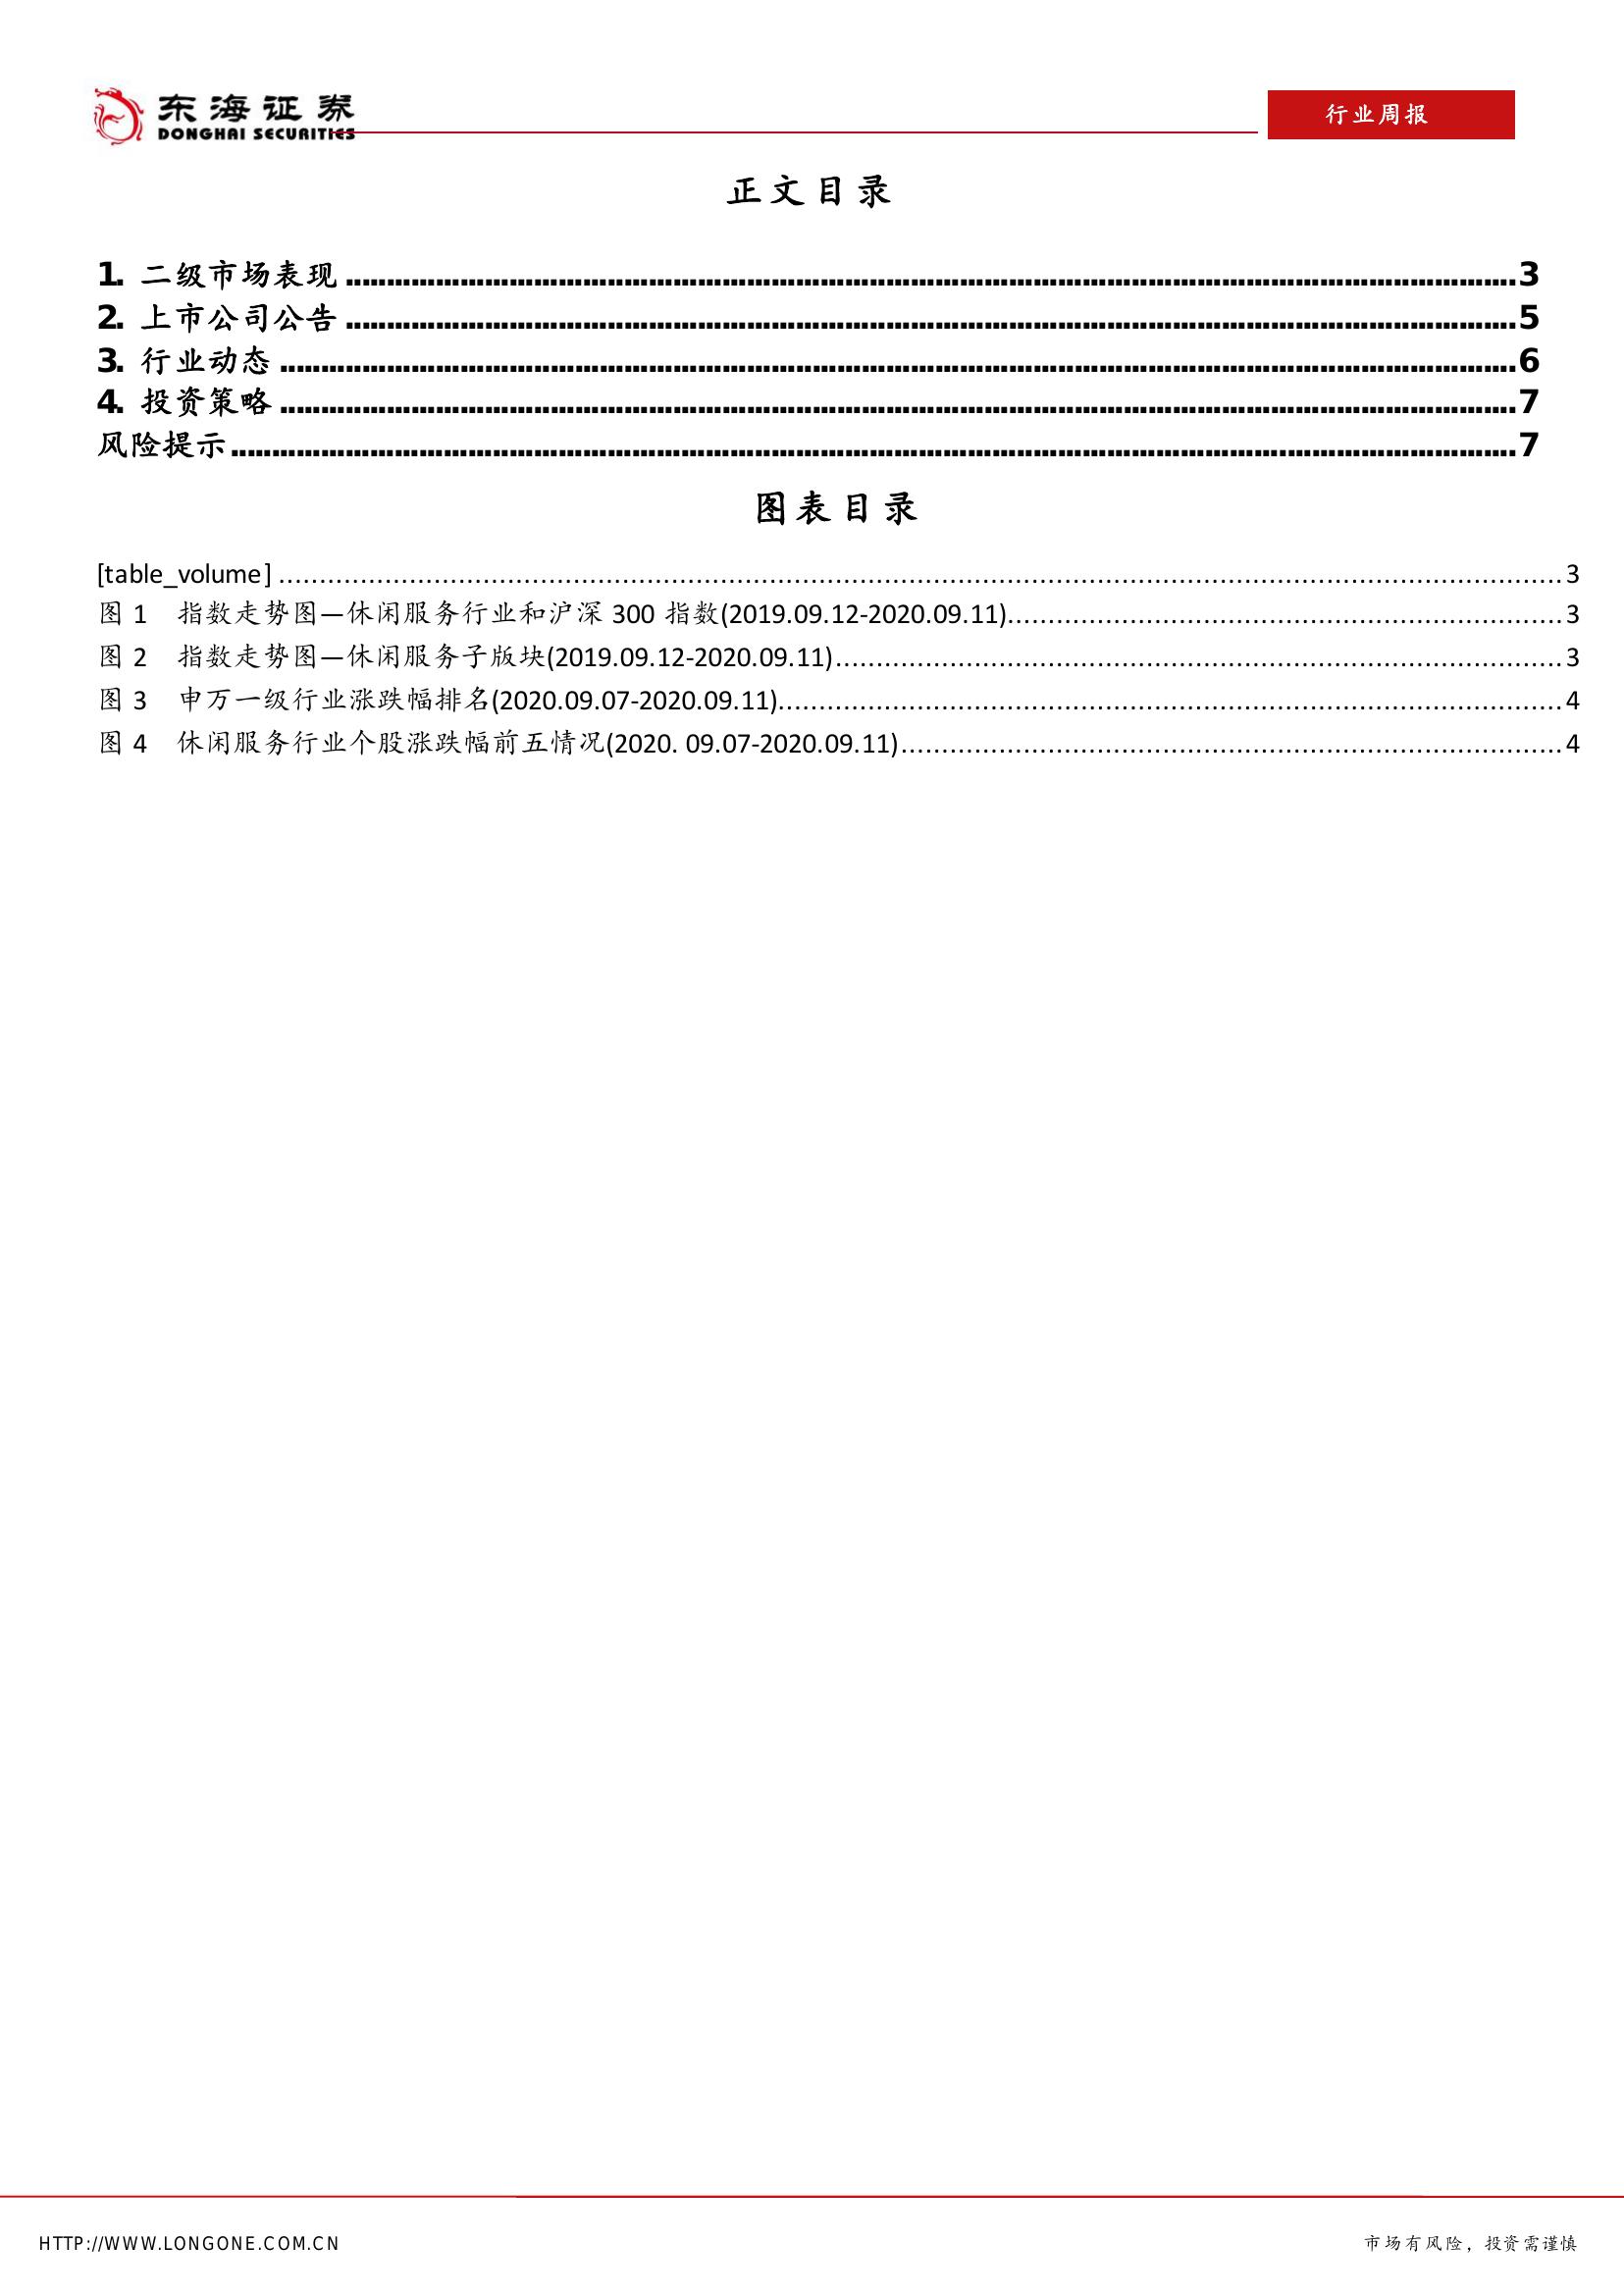 东海证券
DONGHAI SECURITIES
行业周报
正文目录
1. 二级市场表现........................................3
2. 上市公司公告........................................5
3. 行业动态........................................6
4. 投资策略........................................7
风险提示........................................7
图表目录
[table_volume]........................................3
图 1 指数走势图—休闲服务行业和沪深 300 指数(2019.09.12-2020.09.11)........................................3
图 2 指数走势图—休闲服务子版块(2019.09.12-2020.09.11)........................................3
图 3 申万一级行业涨跌幅排名(2020.09.07-2020.09.11)........................................4
图 4 休闲服务行业个股涨跌幅前五情况(2020. 09.07-2020.09.11)........................................4
HTTP://WWW.LONGONE.COM.CN
市场有风险，投资需谨慎